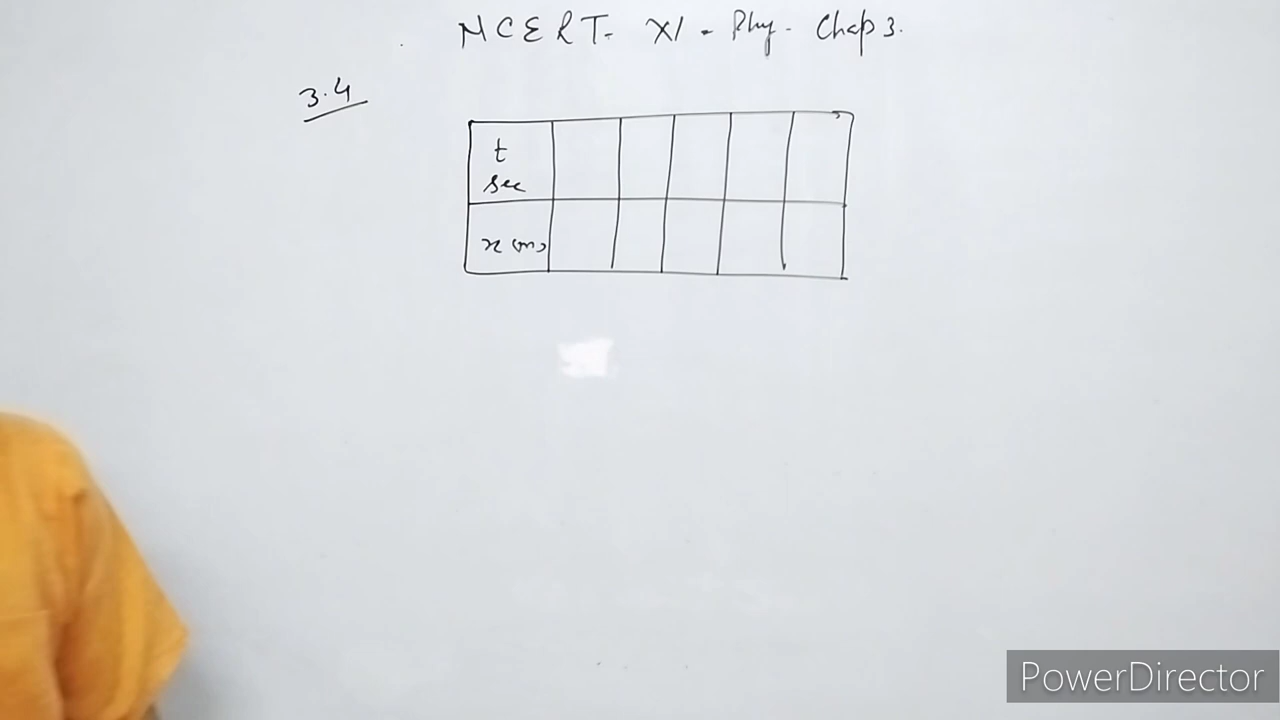 NCERT- XI - Phy - Chap 3.
3.4
t
sec
x (m)
PowerDirector